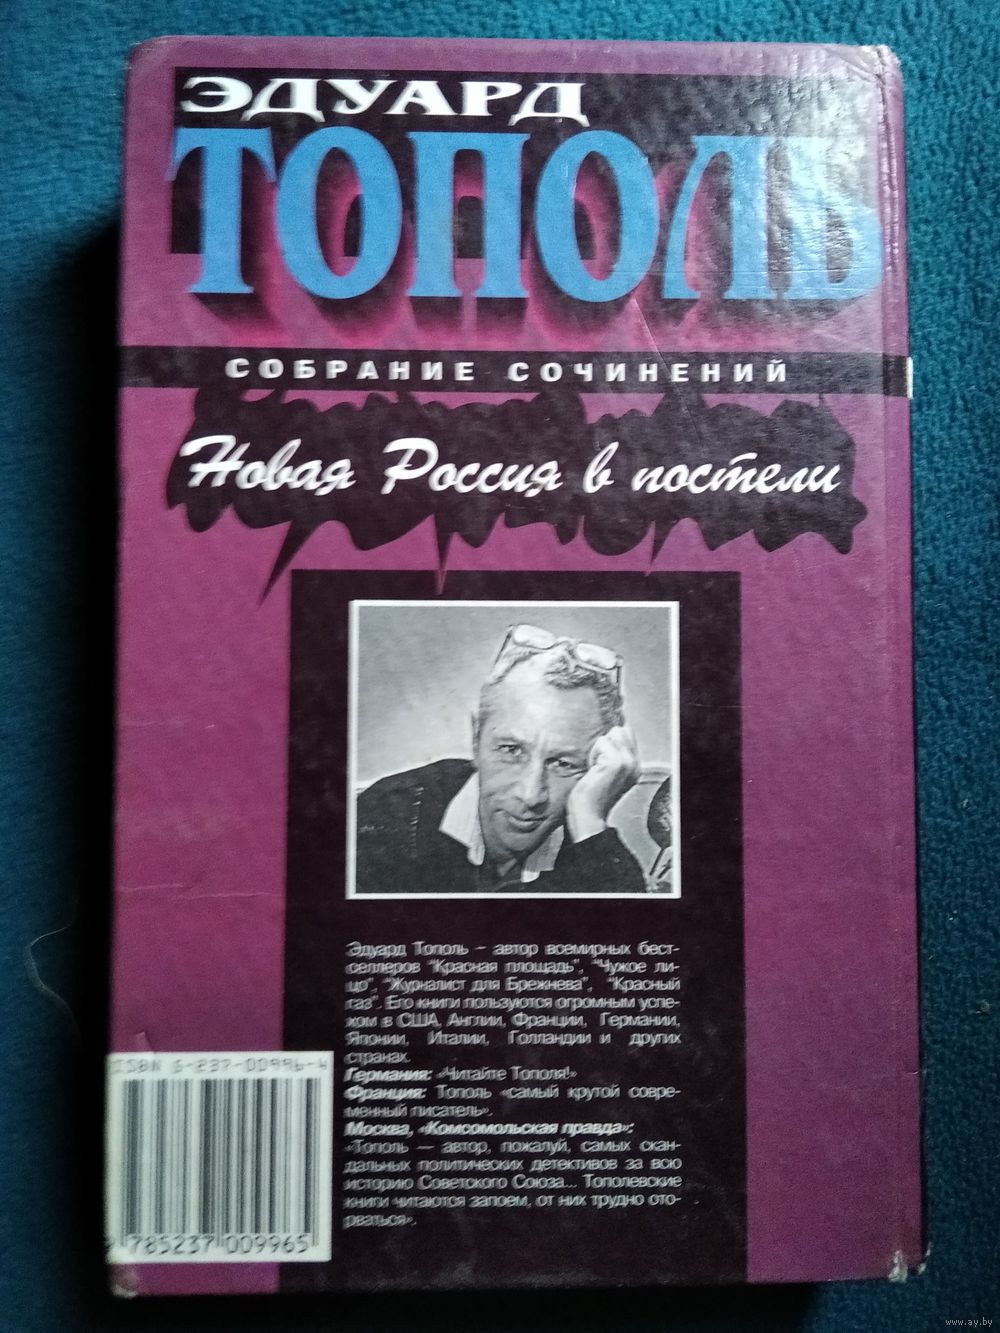 ЭДУАРД
ТОПОЛЬ
СОБРАНИЕ СОЧИНЕНИЙ
Новая Россия в постели
Эдуард Тополь – автор всемирных бест-
селлеров "Красная площадь", "Чужое ли-
цо", "Журналист для Брежнева", "Красный
газ". Его книги пользуются огромным успе-
хом в США, Англии, Франции, Германии,
Японии, Италии, Голландии и других
странах.
Германия: «Читайте Тополя!»
Франция: Тополь «самый крутой совре-
менный писатель».
Москва, «Комсомольская правда»:
«Тополь — автор, пожалуй, самых скан-
дальных политических детективов за всю
историю Советского Союза... Тополевские
книги читаются запоем, от них трудно ото-
рваться».
ISBN 5-237-00996-4
9 785237 009965
www.ay.by